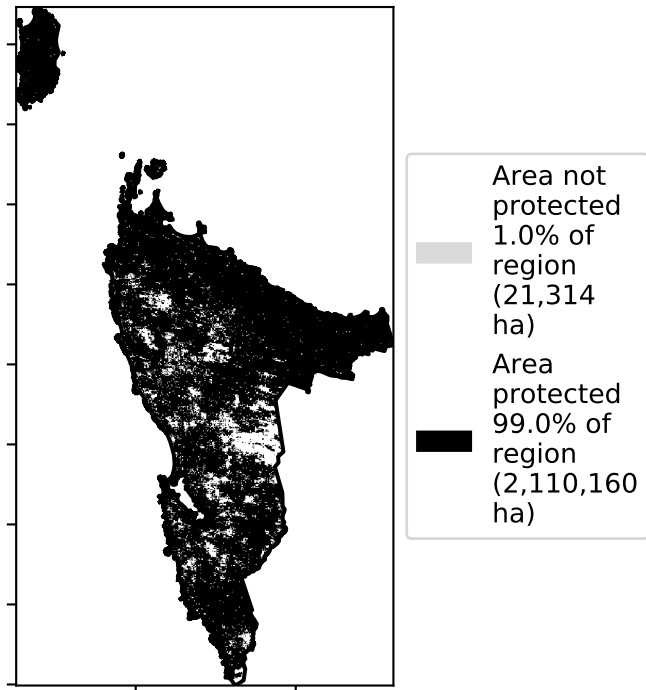 Area not
protected
1.0% of
region
(21,314
ha)
Area
protected
99.0% of
region
(2,110,160
ha)